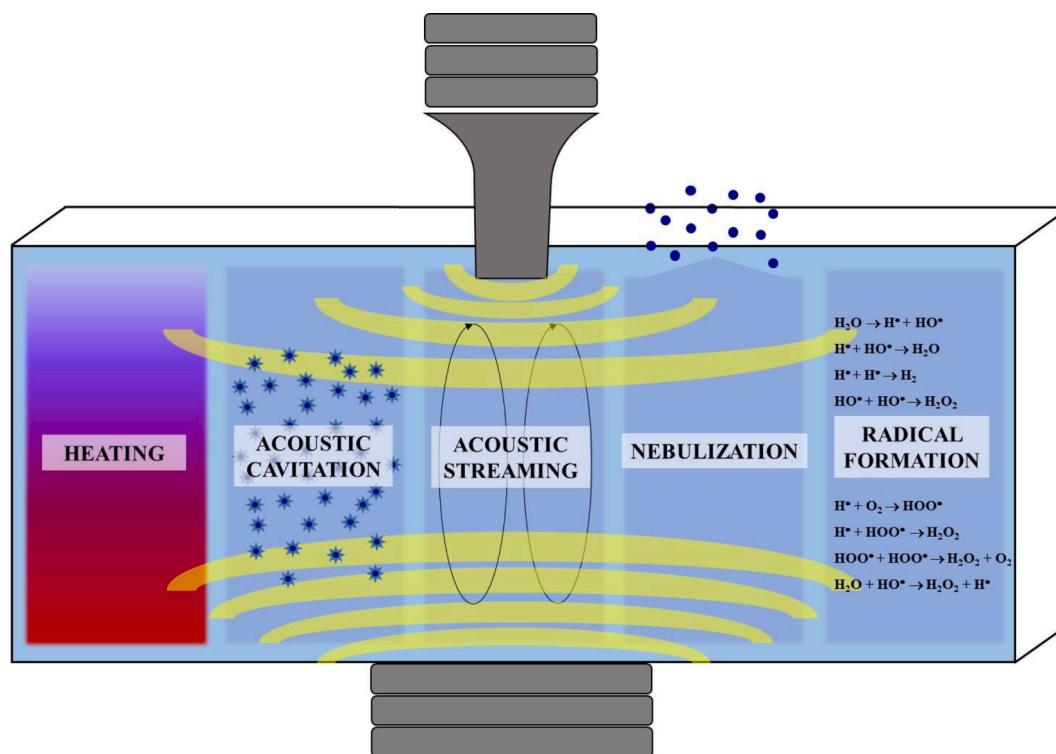 HEATING
ACOUSTIC
CAVITATION
ACOUSTIC
STREAMING
NEBULIZATION
H₂O → H• + HO•
H• + HO• → H₂O
H• + H• → H₂
HO• + HO• → H₂O₂
RADICAL
FORMATION
H• + O₂ → HOO•
H• + HOO• → H₂O₂
HOO• + HOO• → H₂O₂ + O₂
H₂O + HO• → H₂O₂ + H•